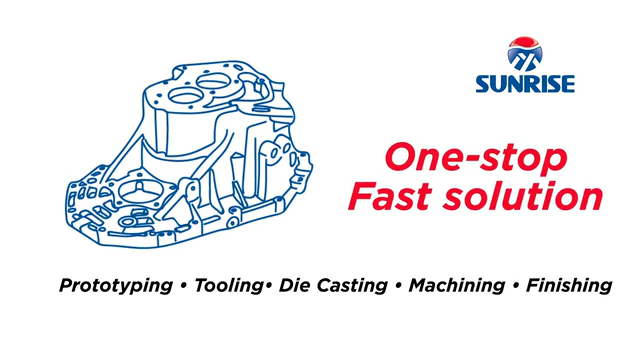 SUNRISE
One-stop
Fast solution
Prototyping • Tooling• Die Casting • Machining • Finishing